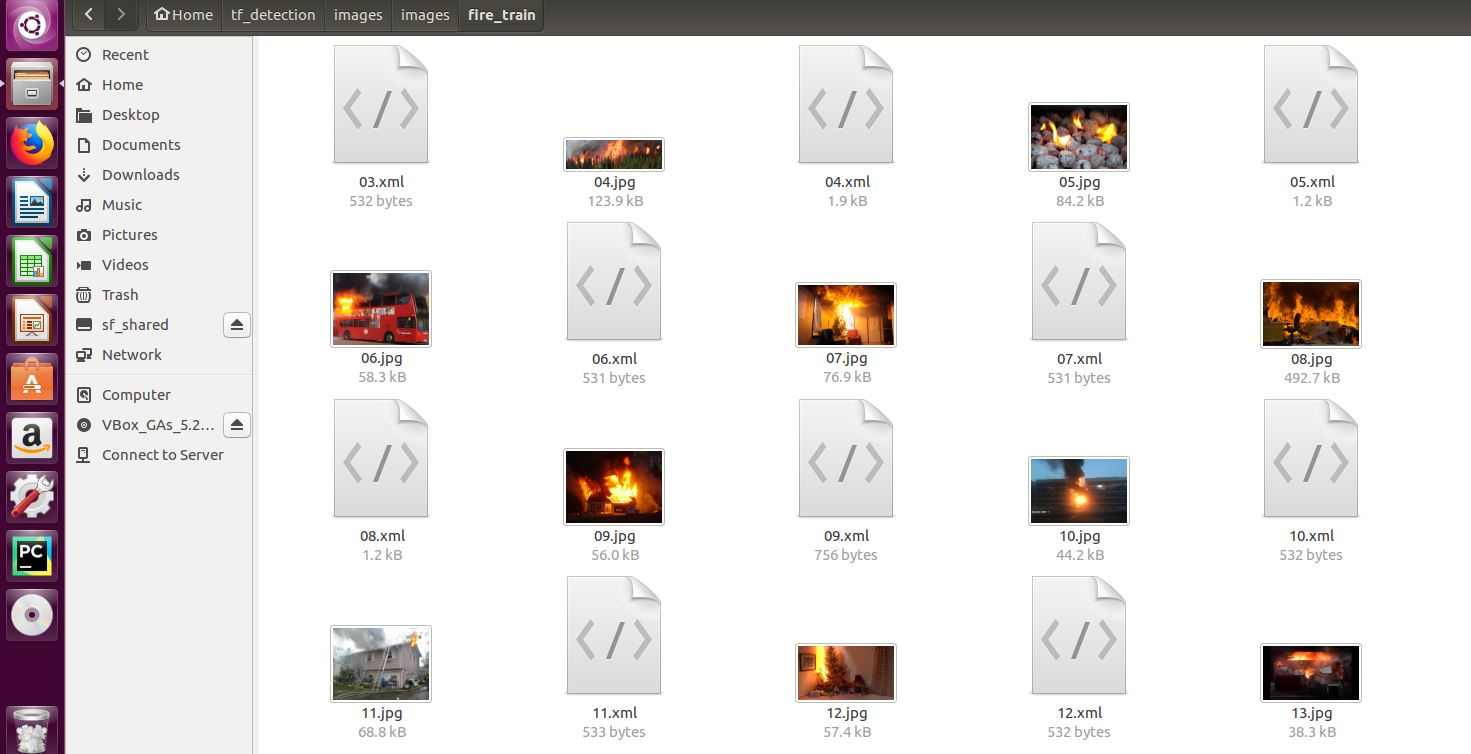 Home tf_detection images images fire_train
Recent
Home
Desktop
Documents
Downloads
Music
Pictures
Videos
Trash
sf_shared
Network
Computer
VBox_GAs_5.2...
Connect to Server
a
PC
03.xml 04.jpg 04.xml 05.jpg 05.xml
532 bytes 123.9 kB 1.9 kB 84.2 kB 1.2 kB
06.jpg 06.xml 07.jpg 07.xml 08.jpg
58.3 kB 531 bytes 76.9 kB 531 bytes 492.7 kB
08.xml 09.jpg 09.xml 10.jpg 10.xml
1.2 kB 56.0 kB 756 bytes 44.2 kB 532 bytes
11.jpg 11.xml 12.jpg 12.xml 13.jpg
68.8 kB 533 bytes 57.4 kB 532 bytes 38.3 kB